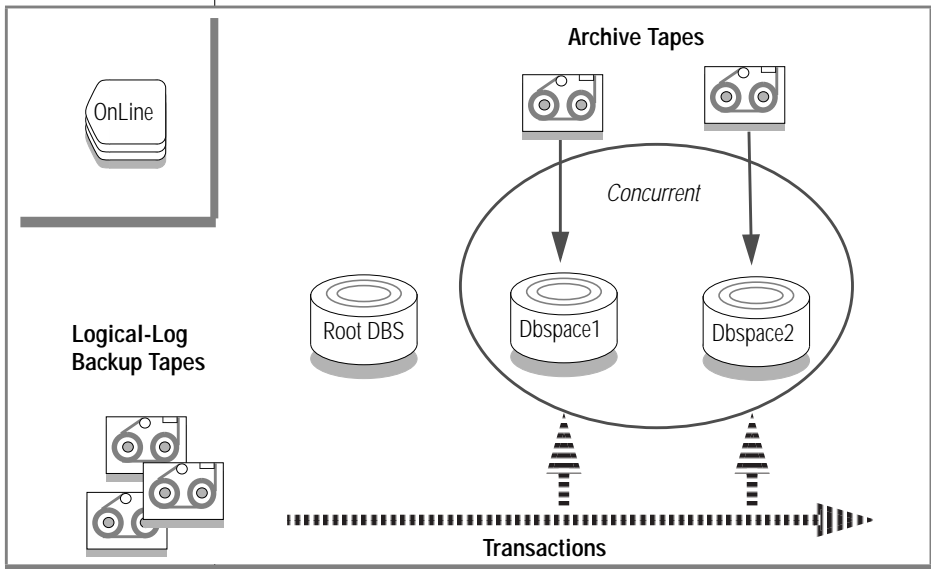 Archive Tapes
OnLine
Concurrent
Root DBS
Dbspace1
Dbspace2
Logical-Log
Backup Tapes
Transactions